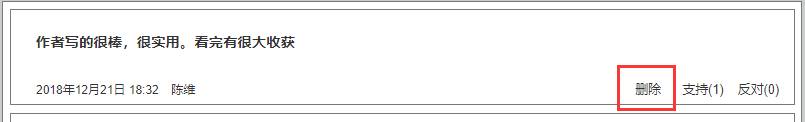 作者写的很棒，很实用。看完有很大收获
2018年12月21日 18:32 陈维 删除 支持(1) 反对(0)